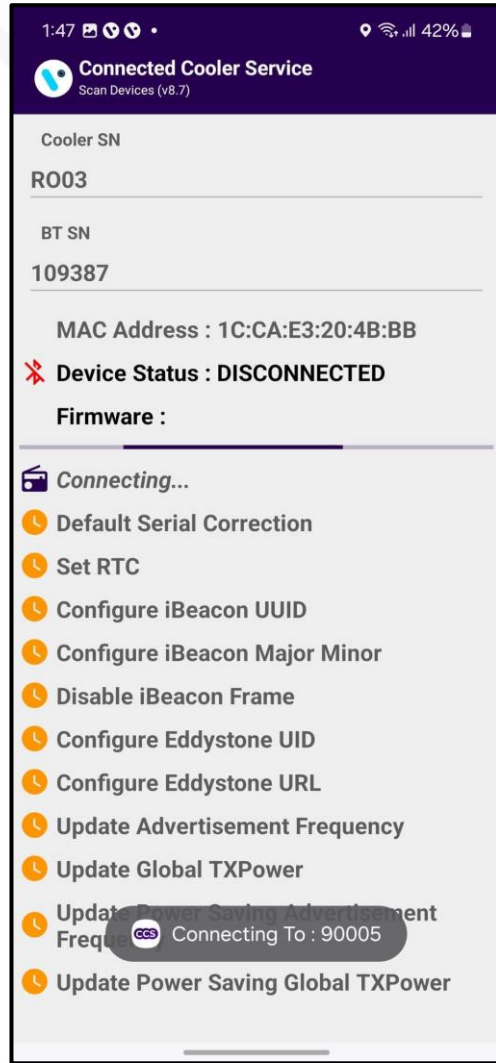 1:47 42%
Connected Cooler Service
Scan Devices (v8.7)
Cooler SN
RO03
BT SN
109387
MAC Address : 1C:CA:E3:20:4B:BB
Device Status : DISCONNECTED
Firmware :
Connecting...
Default Serial Correction
Set RTC
Configure iBeacon UUID
Configure iBeacon Major Minor
Disable iBeacon Frame
Configure Eddystone UID
Configure Eddystone URL
Update Advertisement Frequency
Update Global TXPower
Update Power Saving Advertisement
Frequency
CCS Connecting To : 90005
Update Power Saving Global TXPower